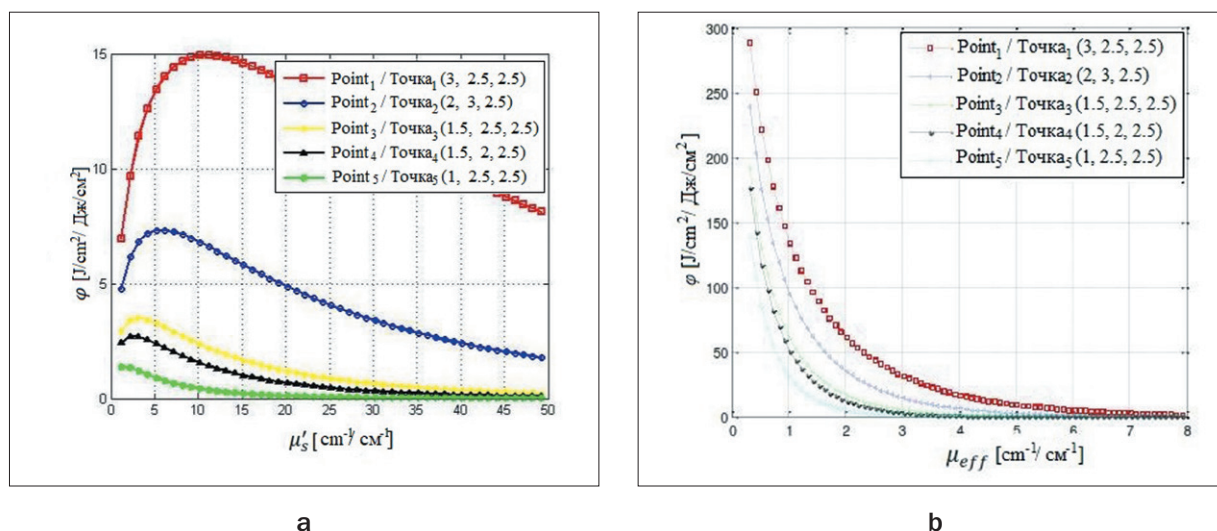 15
10
5
0
φ [J/cm²/ Дж/см²]
Point₁ / Точка₁ (3, 2.5, 2.5)
Point₂ / Точка₂ (2, 3, 2.5)
Point₃ / Точка₃ (1.5, 2.5, 2.5)
Point₄ / Точка₄ (1.5, 2, 2.5)
Point₅ / Точка₅ (1, 2.5, 2.5)
0 5 10 15 20 25 30 35 40 45 50
μ′ₛ [cm⁻¹/ см⁻¹]
a
300
250
200
150
100
50
0
φ [J/cm²/ Дж/см²]
Point₁ / Точка₁ (3, 2.5, 2.5)
Point₂ / Точка₂ (2, 3, 2.5)
Point₃ / Точка₃ (1.5, 2.5, 2.5)
Point₄ / Точка₄ (1.5, 2, 2.5)
Point₅ / Точка₅ (1, 2.5, 2.5)
0 1 2 3 4 5 6 7 8
μeff [cm⁻¹/ см⁻¹]
b